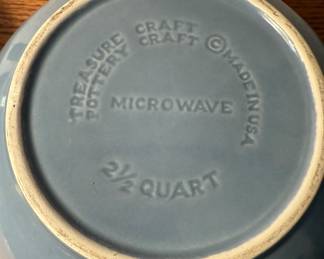 TREASURE CRAFT © MADE IN USA
POTTERY CRAFT
MICROWAVE
2½ QUART